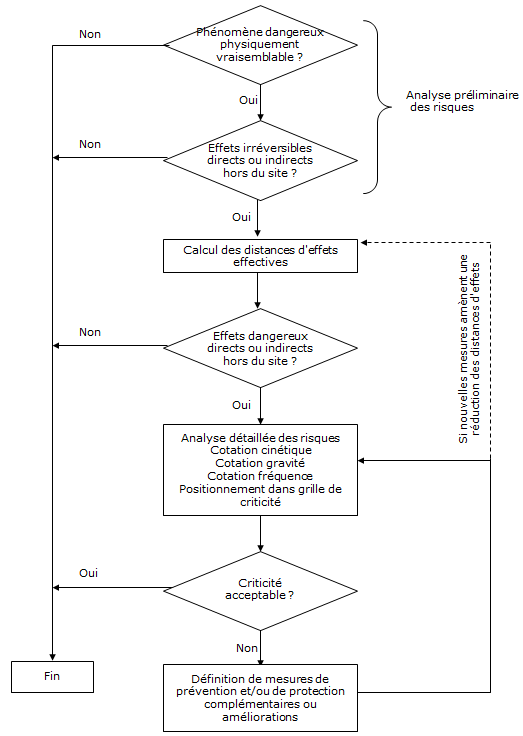 Phénomène dangereux
physiquement
vraisemblable ?
Non
Oui
Analyse préliminaire
des risques
Effets irréversibles
directs ou indirects
hors du site ?
Non
Oui
Calcul des distances d'effets
effectives
Si nouvelles mesures amènent une
réduction des distances d'effets
Effets dangereux
directs ou indirects
hors du site ?
Non
Oui
Analyse détaillée des risques
Cotation cinétique
Cotation gravité
Cotation fréquence
Positionnement dans grille de
criticité
Criticité
acceptable ?
Oui
Non
Fin
Définition de mesures de
prévention et/ou de protection
complémentaires ou
améliorations